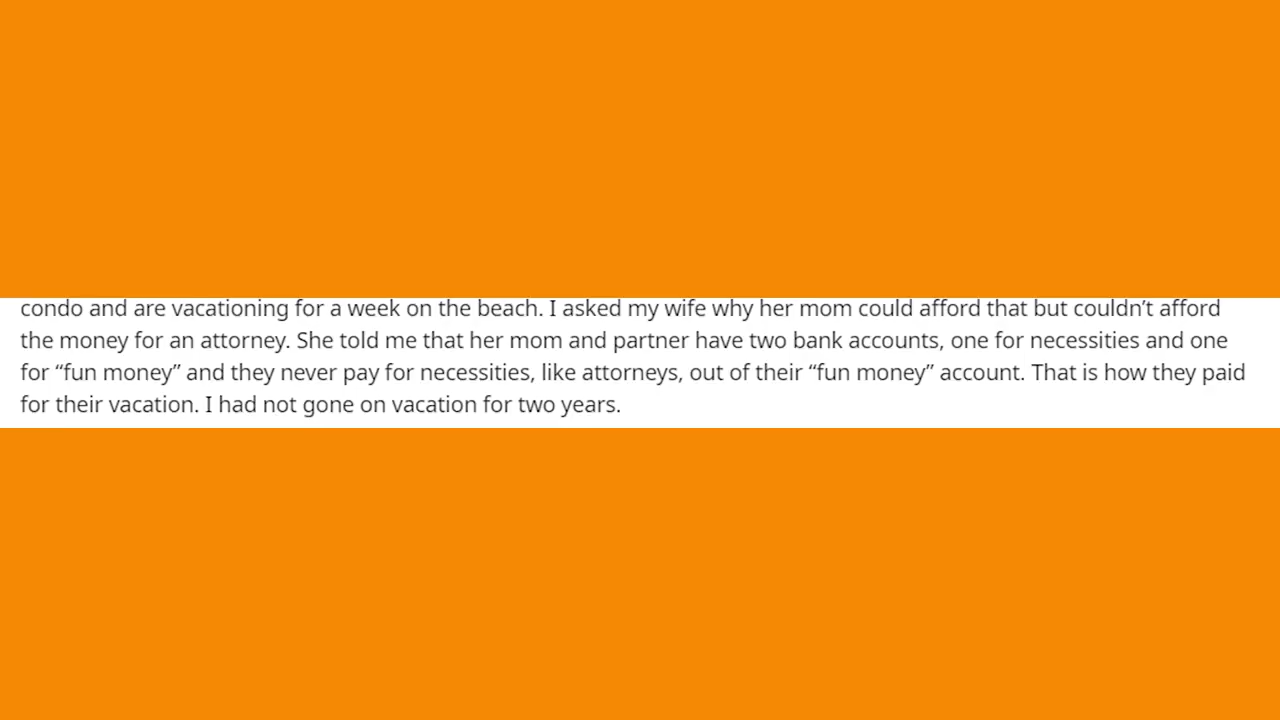 condo and are vacationing for a week on the beach. I asked my wife why her mom could afford that but couldn’t afford
the money for an attorney. She told me that her mom and partner have two bank accounts, one for necessities and one
for “fun money” and they never pay for necessities, like attorneys, out of their “fun money” account. That is how they paid
for their vacation. I had not gone on vacation for two years.